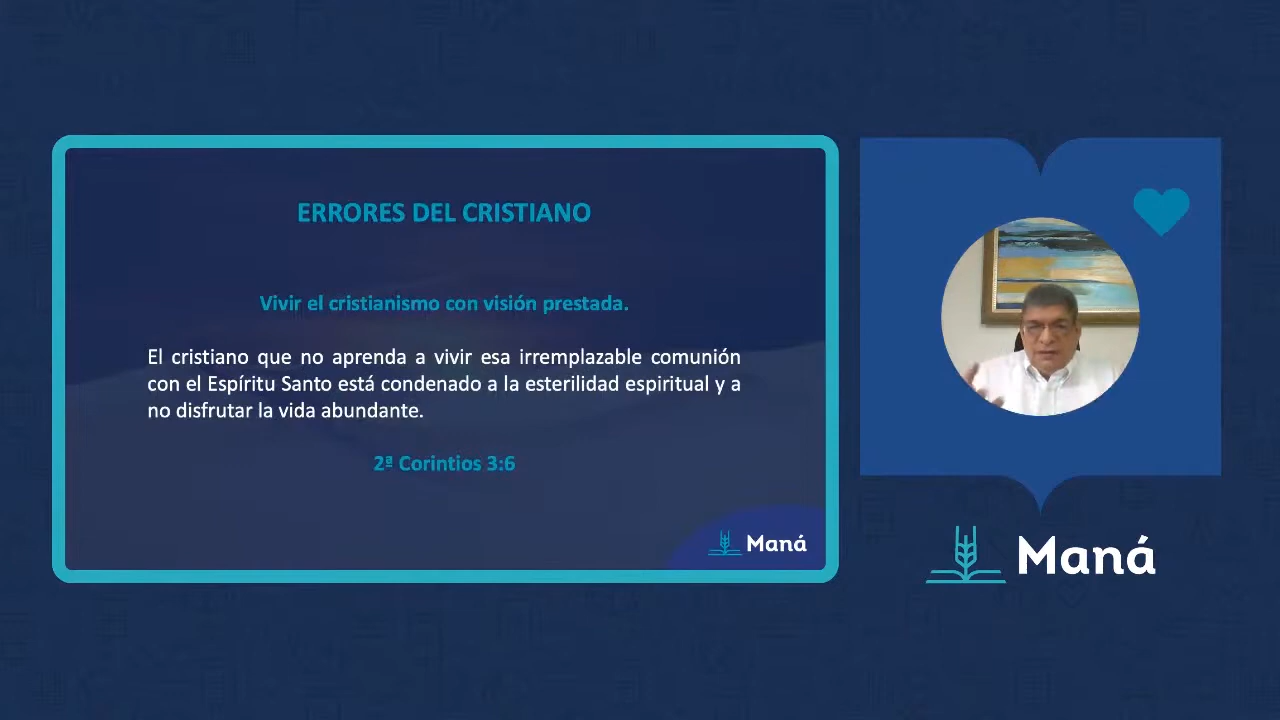 ERRORES DEL CRISTIANO
Vivir el cristianismo con visión prestada.
El cristiano que no aprenda a vivir esa irremplazable comunión
con el Espíritu Santo está condenado a la esterilidad espiritual y a
no disfrutar la vida abundante.
2ª Corintios 3:6
Maná
Maná